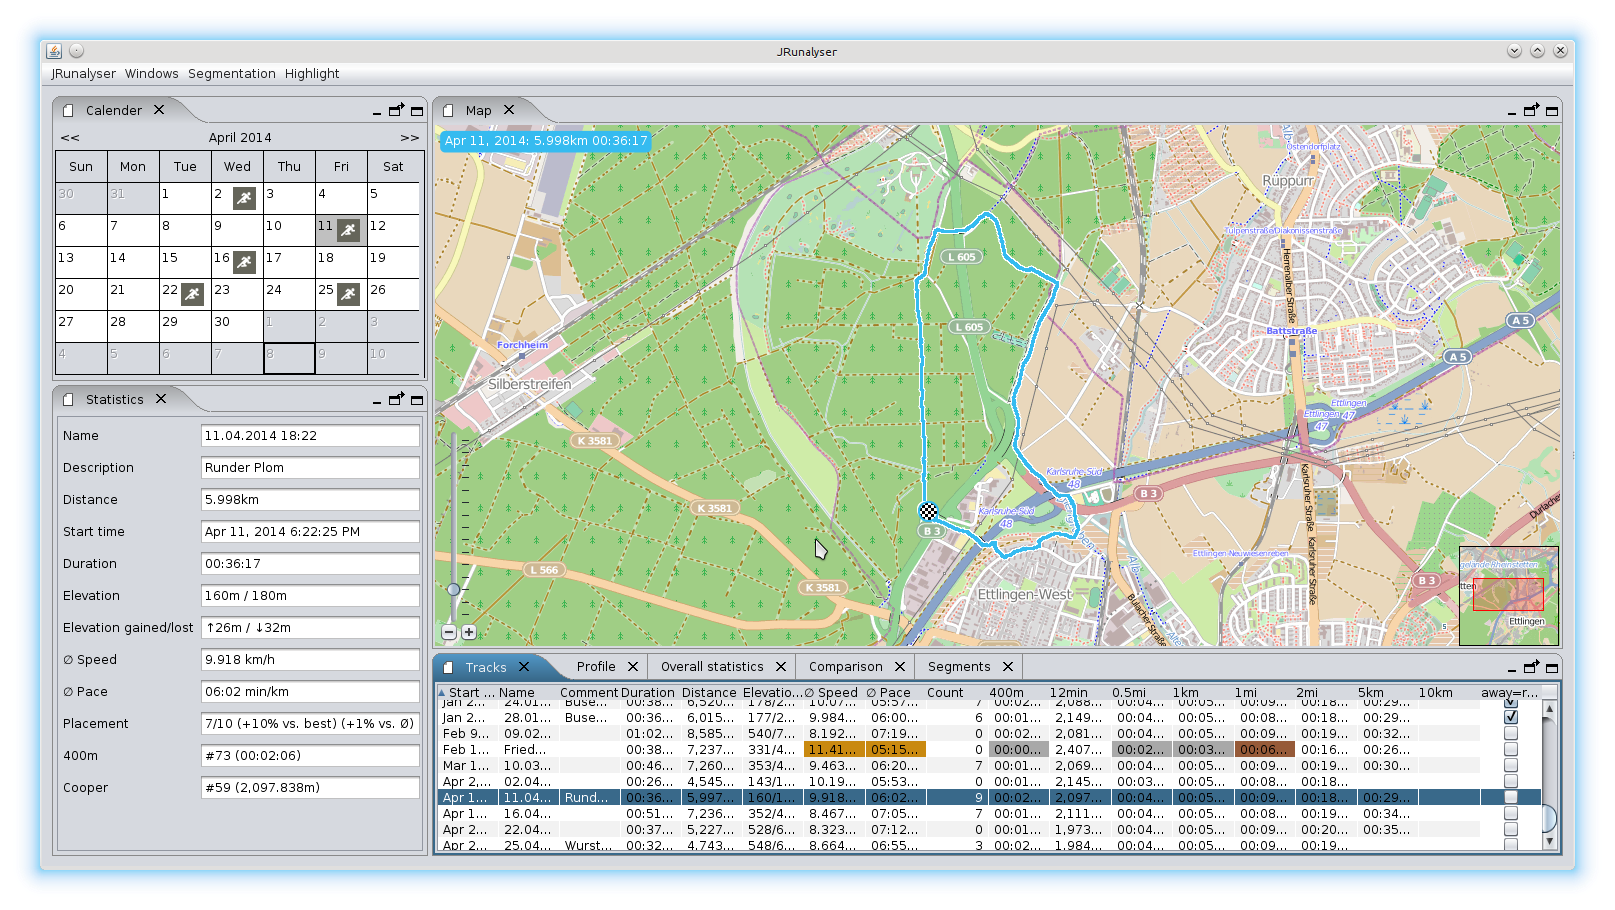 JRunalyser
JRunalyser Windows Segmentation Highlight
Calender
<< April 2014 >>
Sun Mon Tue Wed Thu Fri Sat
30 31 1 2 3 4 5
6 7 8 9 10 11 12
13 14 15 16 17 18 19
20 21 22 23 24 25 26
27 28 29 30 1 2 3
4 5 6 7 8 9 10
Statistics
Name 11.04.2014 18:22
Description Runder Plom
Distance 5.998km
Start time Apr 11, 2014 6:22:25 PM
Duration 00:36:17
Elevation 160m / 180m
Elevation gained/lost ↑26m / ↓32m
Ø Speed 9.918 km/h
Ø Pace 06:02 min/km
Placement 7/10 (+10% vs. best) (+1% vs. Ø)
400m #73 (00:02:06)
Cooper #59 (2,097.838m)
Map
Apr 11, 2014: 5.998km 00:36:17
Ostendorfplatz
Rüppurr
Tulpenstraße/Diakonissenstraße
Herrenalber Straße
L 605
L 605
A 5
Battstraße
Forchheim
A 5
Silberstreifen
Ettlingen
Ettlingen 47
47
K 3581
Karlsruhe-Süd
48
B 3
K 3581
Karlsruhe-Süd
48
B 3
Karlsruher Straße
Karlsruher Straße
Durlacher
Ettlingen-Neuwiesenreben
Alb
L 566
K 3581
B 3
Ettlingen-West
Bulacher Straße
gelände Rheinstetten
tten
Ettlingen
5
Tracks Profile Overall statistics Comparison Segments
Start ... Name Comment Duration Distance Elevatio... Ø Speed Ø Pace Count 400m 12min 0.5mi 1km 1mi 2mi 5km 10km away=r...
Jan 2... 24.01... Buse... 00:38... 6,520... 178/2... 10.07... 05:57... 7 00:01... 2,088... 00:04... 00:05... 00:09... 00:18... 00:29...
Jan 2... 28.01... Buse... 00:36... 6,015... 177/2... 9.984... 06:00... 6 00:01... 2,149... 00:04... 00:05... 00:08... 00:18... 00:29...
Feb 9... 09.02... 01:02... 8,585... 540/7... 8.192... 07:19... 0 00:01... 2,081... 00:04... 00:05... 00:09... 00:19... 00:32...
Feb 1... Fried... 00:38... 7,237... 331/4... 11.41... 05:15... 0 00:00... 2,407... 00:02... 00:03... 00:06... 00:16... 00:26...
Mar 1... 10.03... 00:46... 7,260... 353/4... 9.463... 06:20... 7 00:01... 2,069... 00:04... 00:05... 00:09... 00:19... 00:30...
Apr 2,... 02.04... 00:26... 4,545... 143/1... 10.19... 05:53... 0 00:01... 2,145... 00:03... 00:05... 00:08... 00:18...
Apr 1... 11.04... Rund... 00:36... 5,997... 160/1... 9.918... 06:02... 9 00:02... 2,097... 00:04... 00:05... 00:09... 00:18... 00:29...
Apr 1... 16.04... 00:51... 7,236... 352/4... 8.467... 07:05... 7 00:01... 2,111... 00:04... 00:05... 00:08... 00:19... 00:34...
Apr 2... 22.04... 00:37... 5,227... 528/6... 8.323... 07:12... 0 00:01... 1,973... 00:04... 00:05... 00:09... 00:20... 00:35...
Apr 2... 25.04... Wurst... 00:32... 4,743... 548/6... 8.664... 06:55... 3 00:02... 1,984... 00:04... 00:05... 00:09... 00:19...